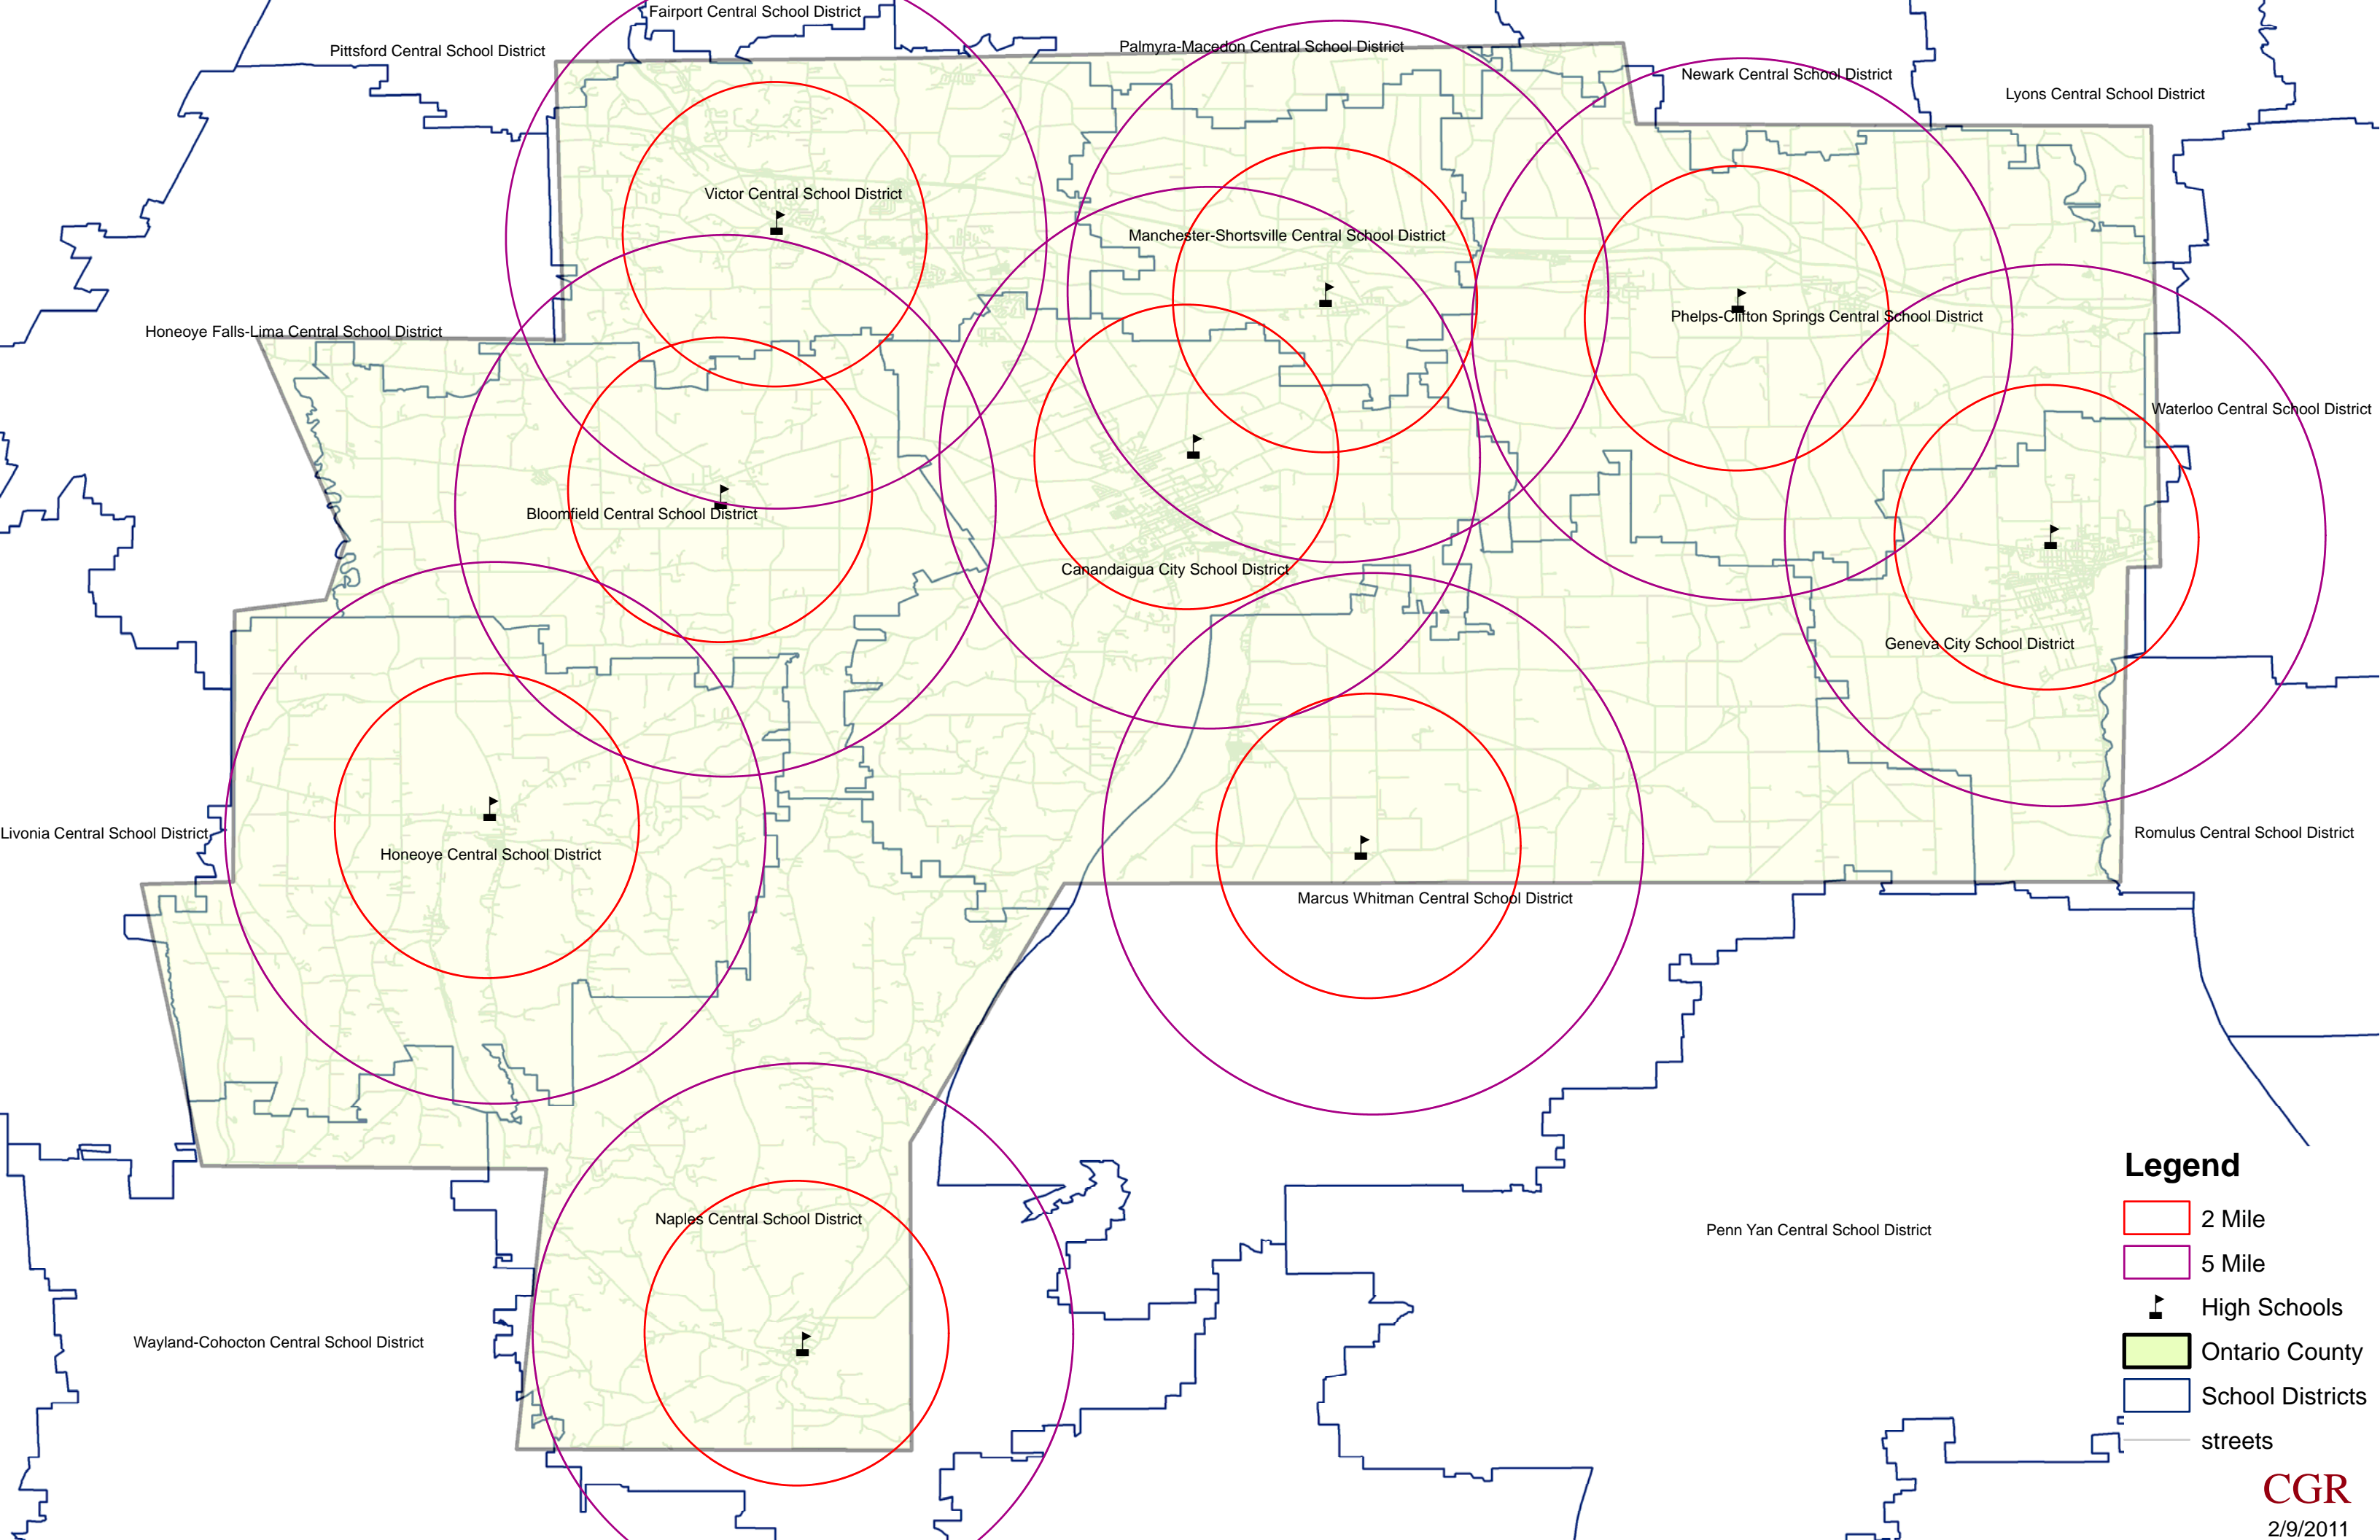 Fairport Central School District
Pittsford Central School District
Palmyra-Macedon Central School District
Newark Central School District
Lyons Central School District
Victor Central School District
Manchester-Shortsville Central School District
Phelps-Clifton Springs Central School District
Honeoye Falls-Lima Central School District
Waterloo Central School District
Bloomfield Central School District
Canandaigua City School District
Geneva City School District
Livonia Central School District
Honeoye Central School District
Romulus Central School District
Marcus Whitman Central School District
Naples Central School District
Penn Yan Central School District
Wayland-Cohocton Central School District
Legend
2 Mile
5 Mile
High Schools
Ontario County
School Districts
streets
CGR
2/9/2011